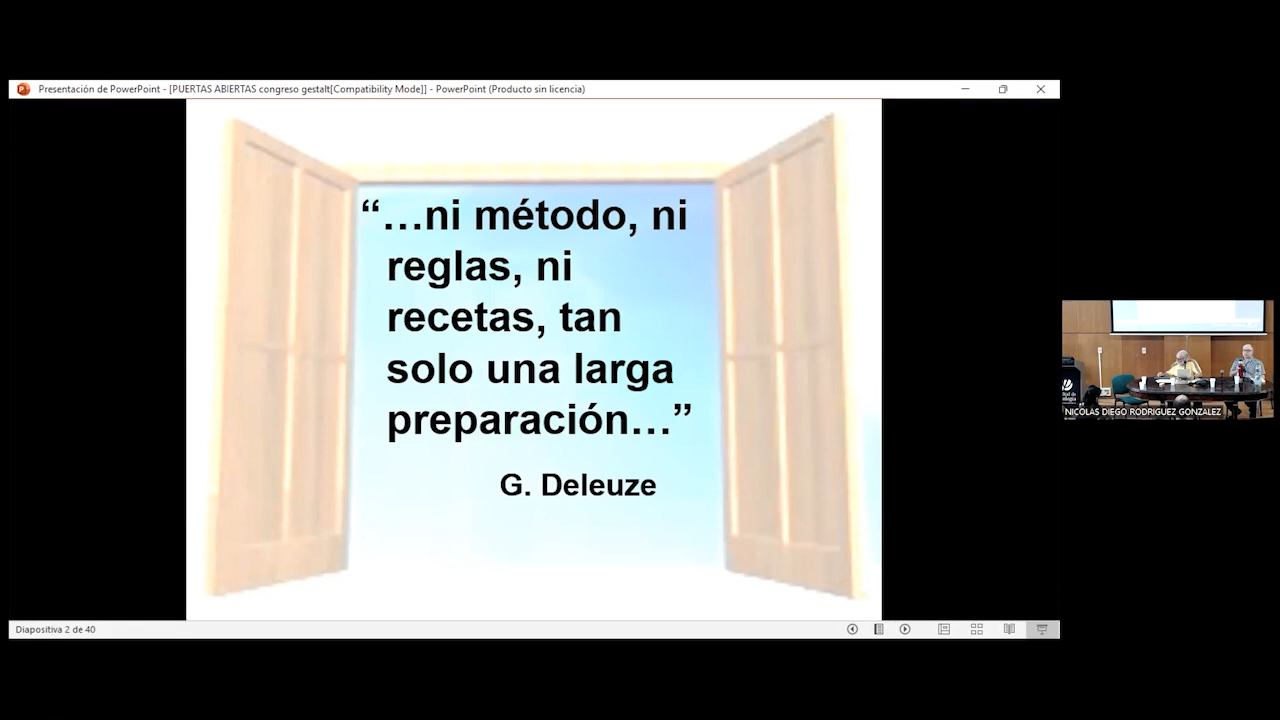 Presentación de PowerPoint - [PUERTAS ABIERTAS congreso gestalt[Compatibility Mode]] - PowerPoint (Producto sin licencia)
“…ni método, ni
reglas, ni
recetas, tan
solo una larga
preparación…”
G. Deleuze
Diapositiva 2 de 40
NICOLAS DIEGO RODRIGUEZ GONZALEZ